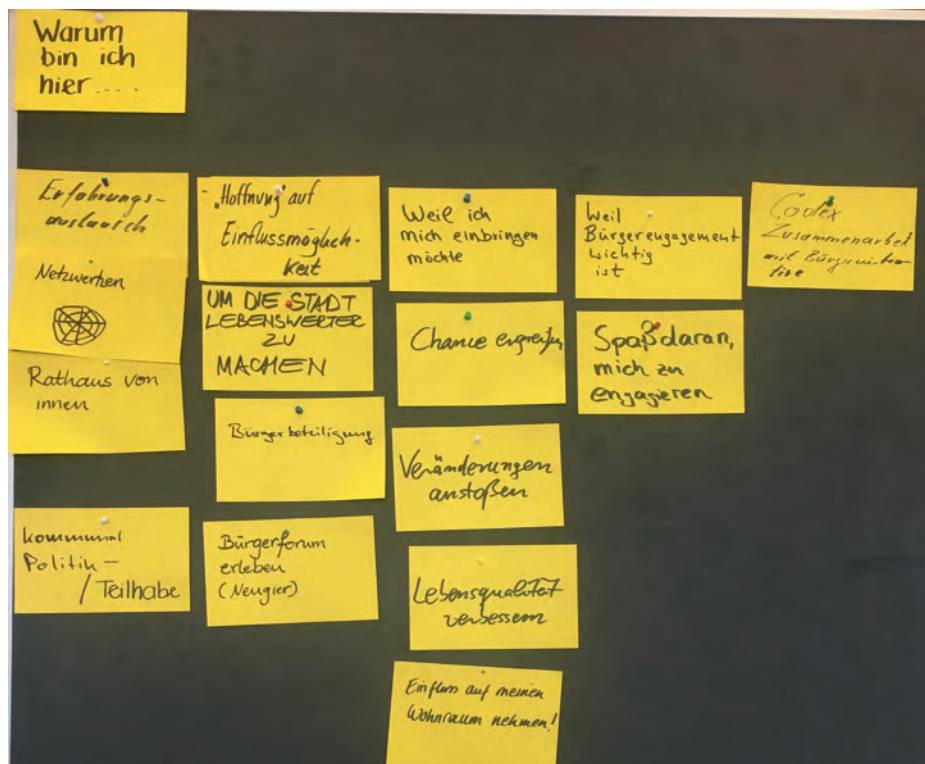 Warum
bin ich
hier.....
Erfahrungs-
austausch
Netzwerken
Rathaus von
innen
kommunal
Politik –
/ Teilhabe
- „Hoffnung" auf
Einflussmöglich-
keit
UM DIE STADT
LEBENSWERTER
ZU
MACHEN
Bürgerbeteiligung
Bürgerforum
erleben
(Neugier)
Weil ich
mich einbringen
möchte
Chance ergreifen
Veränderungen
anstoßen
Lebensqualität
verbessern
Einfluss auf meinen
Wohnraum nehmen!
Weil
Bürgerengagement
wichtig
ist
Spaß daran,
mich zu
engagieren
Codex
Zusammenarbeit
mit